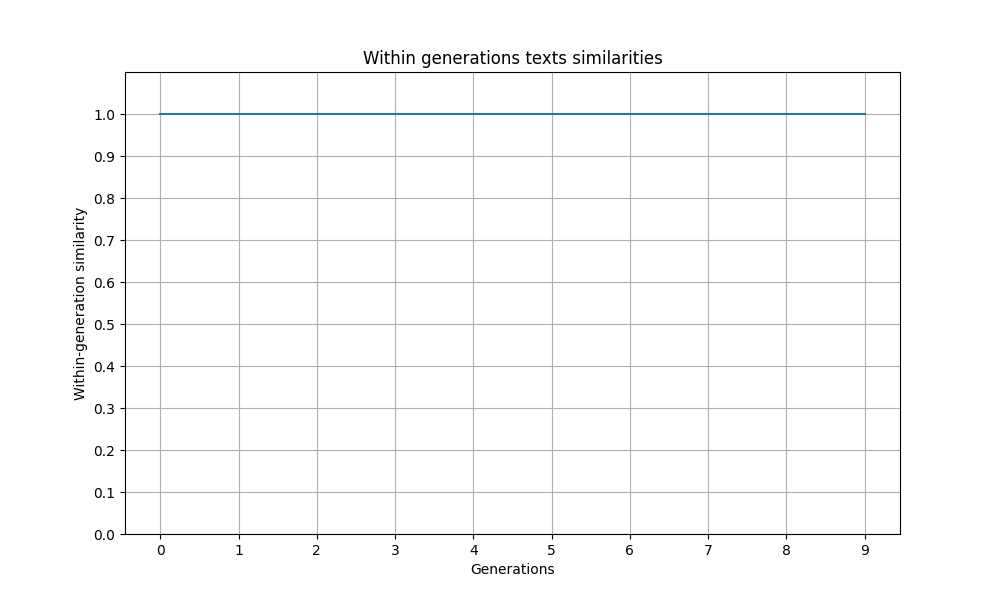 Within generations texts similarities
Within-generation similarity
1.0
0.9
0.8
0.7
0.6
0.5
0.4
0.3
0.2
0.1
0.0
0 1 2 3 4 5 6 7 8 9
Generations